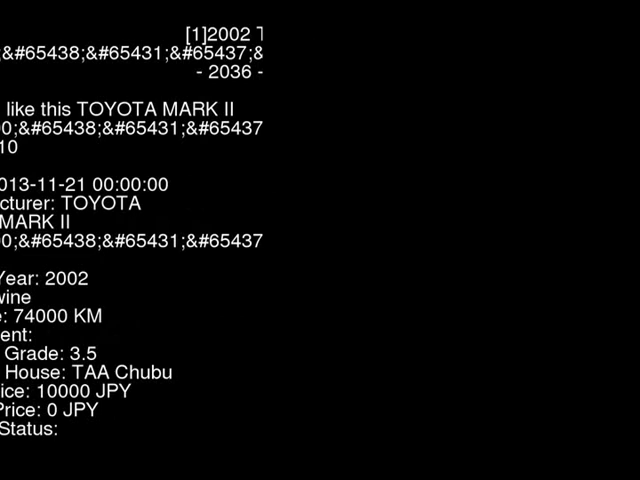 [1]2002 T
;&#65438;&#65431;&#65437;&
- 2036 -
like this TOYOTA MARK II
0;&#65438;&#65431;&#65437
10
013-11-21 00:00:00
cturer: TOYOTA
MARK II
0;&#65438;&#65431;&#65437
Year: 2002
wine
e: 74000 KM
ent:
Grade: 3.5
House: TAA Chubu
ice: 10000 JPY
Price: 0 JPY
Status: